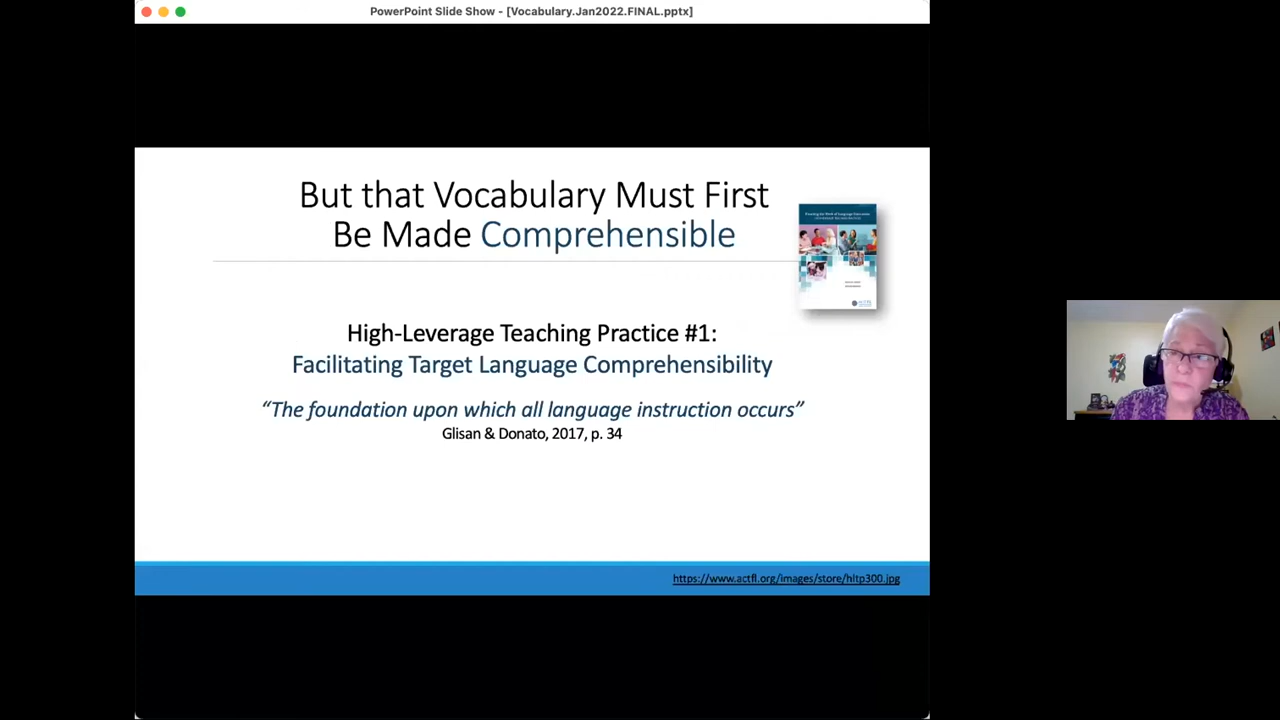 PowerPoint Slide Show - [Vocabulary.Jan2022.FINAL.pptx]
But that Vocabulary Must First
Be Made Comprehensible
High-Leverage Teaching Practice #1:
Facilitating Target Language Comprehensibility
“The foundation upon which all language instruction occurs”
Glisan & Donato, 2017, p. 34
https://www.actfl.org/images/store/hltp300.jpg